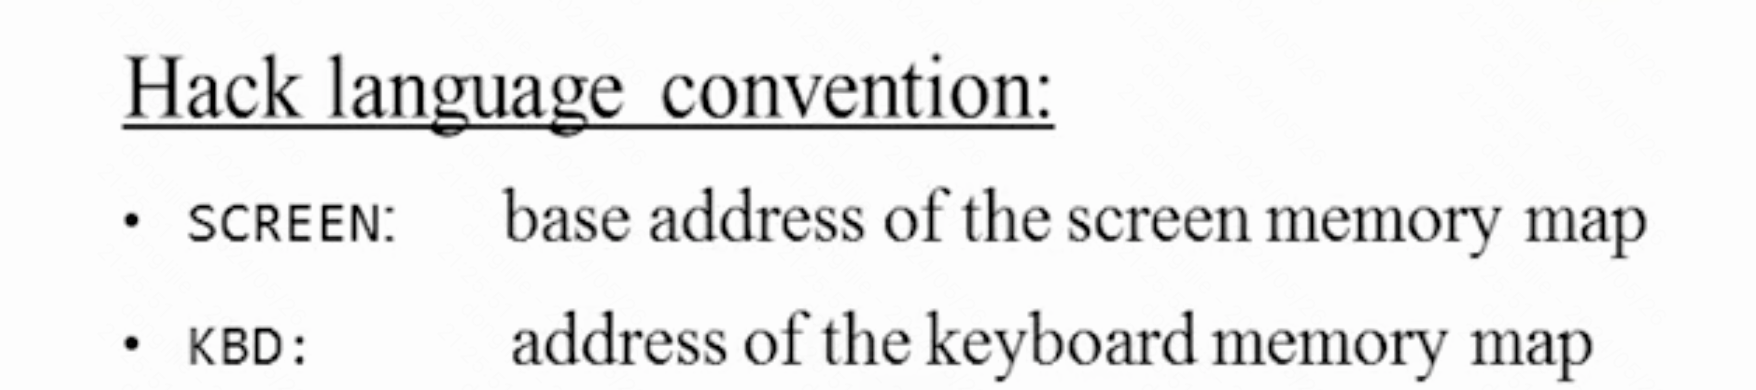 Hack language convention:
• SCREEN: base address of the screen memory map
• KBD: address of the keyboard memory map